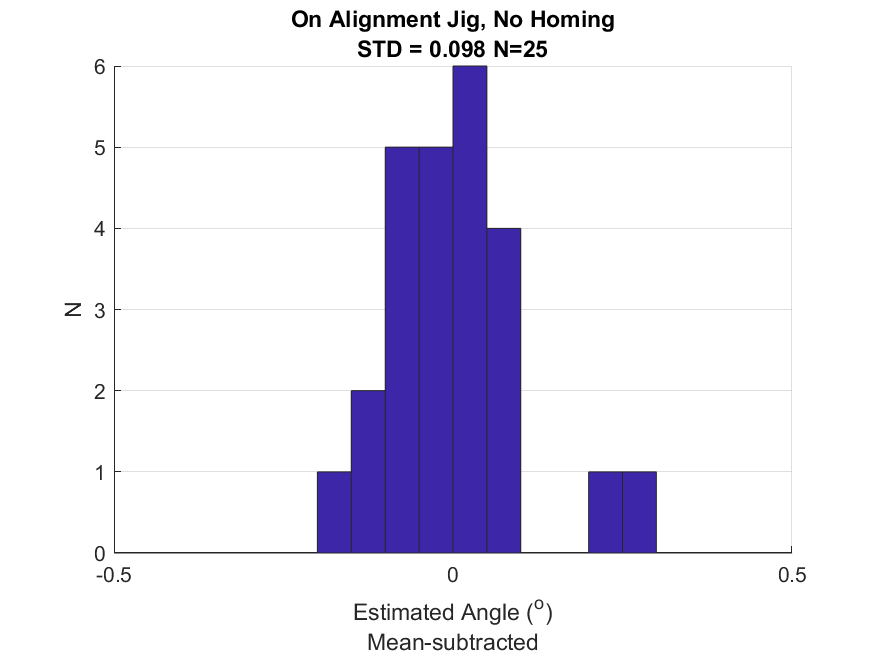 On Alignment Jig, No Homing
STD = 0.098 N=25
6
5
4
3
2
1
0
N
-0.5
0
0.5
Estimated Angle (o)
Mean-subtracted